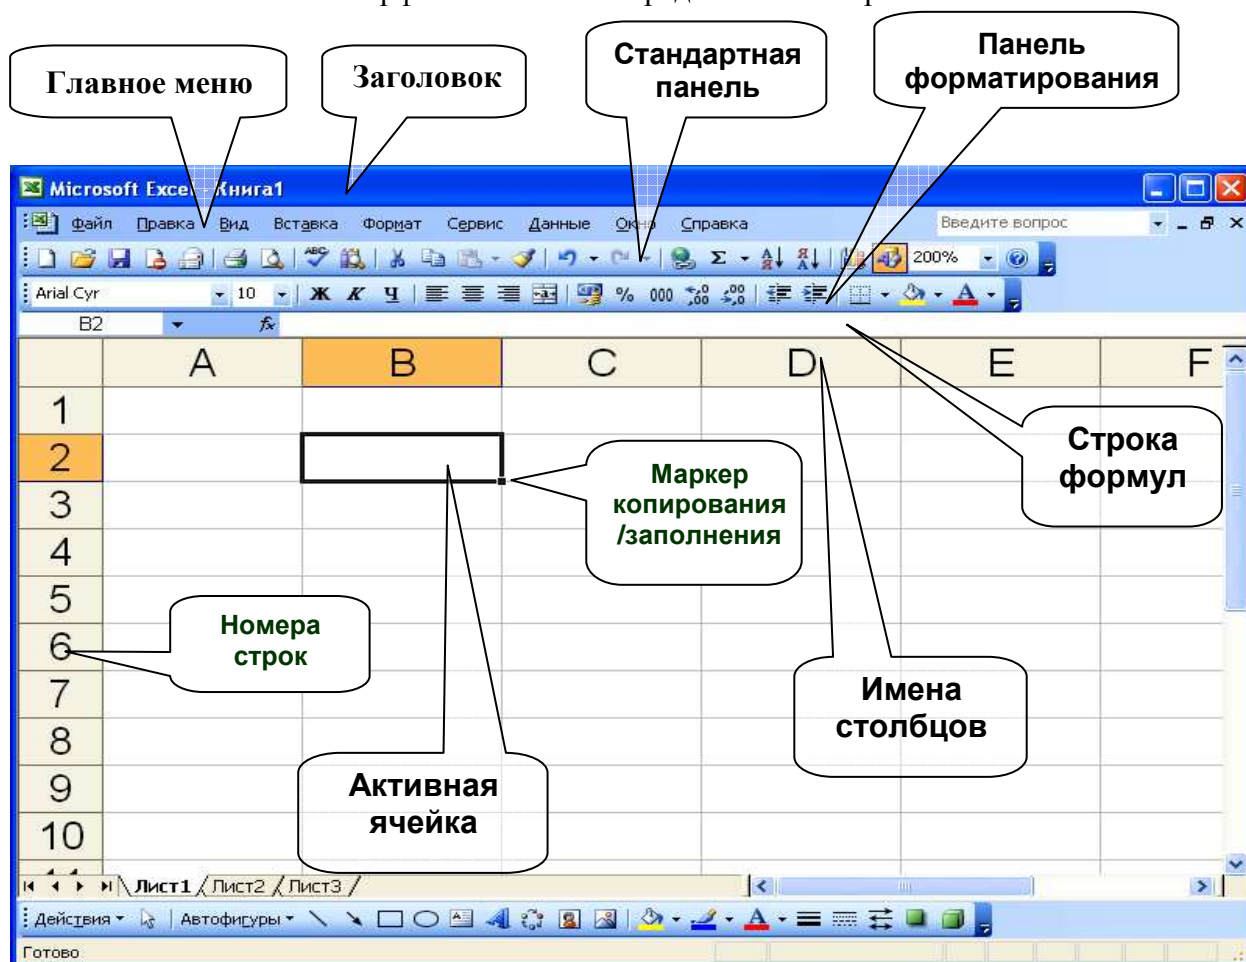 Главное меню
Заголовок
Стандартная
панель
Панель
форматирования
Microsoft Excel - Книга1
Файл Правка Вид Вставка Формат Сервис Данные Окно Справка Введите вопрос
200%
Arial Cyr 10 Ж К Ч % 000
B2 fx
A B C D E F
1
2
3
4
5
6
7
8
9
10
Строка
формул
Маркер
копирования
/заполнения
Номера
строк
Имена
столбцов
Активная
ячейка
Лист1 Лист2 Лист3
Действия Автофигуры
Готово